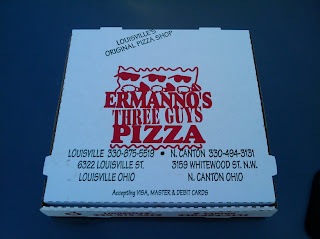 LOUISVILLE'S
ORIGINAL PIZZA SHOP
ERMANNO'S
THREE GUYS
PIZZA
LOUISVILLE 330-875-5519 • N. CANTON 330-494-3131
6322 LOUISVILLE ST. 3159 WHITEWOOD ST. N.W.
LOUISVILLE OHIO N. CANTON OHIO
Accepting VISA, MASTER & DEBIT CARDS